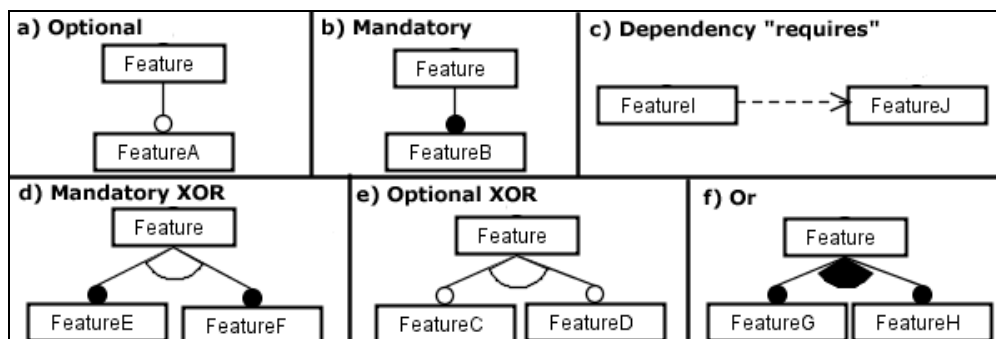 a) Optional
Feature
FeatureA
b) Mandatory
Feature
FeatureB
c) Dependency "requires"
FeatureI
FeatureJ
d) Mandatory XOR
Feature
FeatureE
FeatureF
e) Optional XOR
Feature
FeatureC
FeatureD
f) Or
Feature
FeatureG
FeatureH